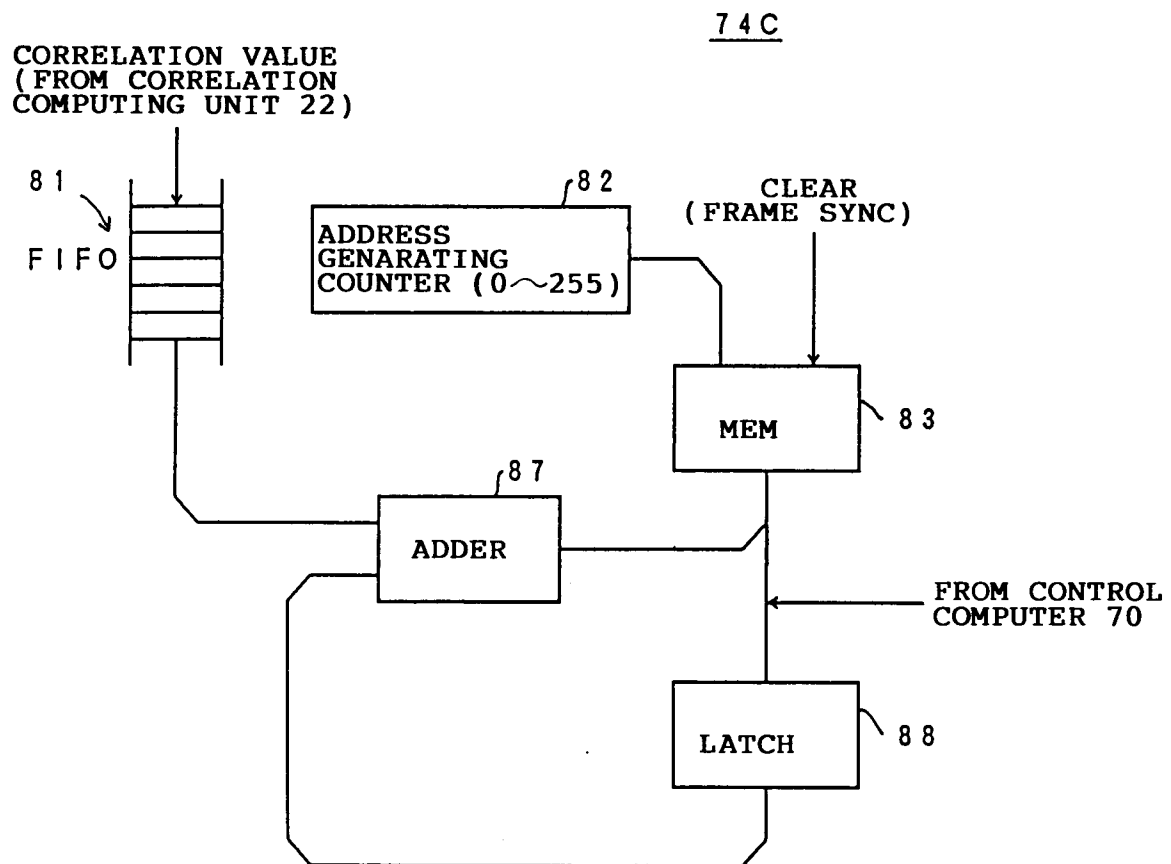 74C
CORRELATION VALUE
(FROM CORRELATION
COMPUTING UNIT 22)
81
FIFO
82
ADDRESS
GENARATING
COUNTER (0～255)
CLEAR
(FRAME SYNC)
MEM
83
87
ADDER
FROM CONTROL
COMPUTER 70
LATCH
88